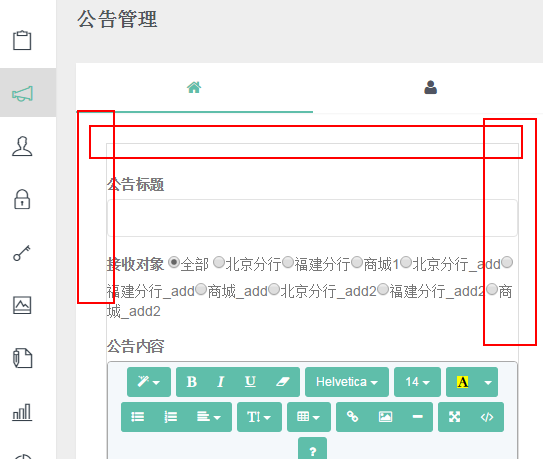 公告管理
公告标题
接收对象 全部 北京分行 福建分行 商城1 北京分行_add
福建分行_add 商城_add 北京分行_add2 福建分行_add2 商
城_add2
公告内容
B I U Helvetica 14 A
T!
?